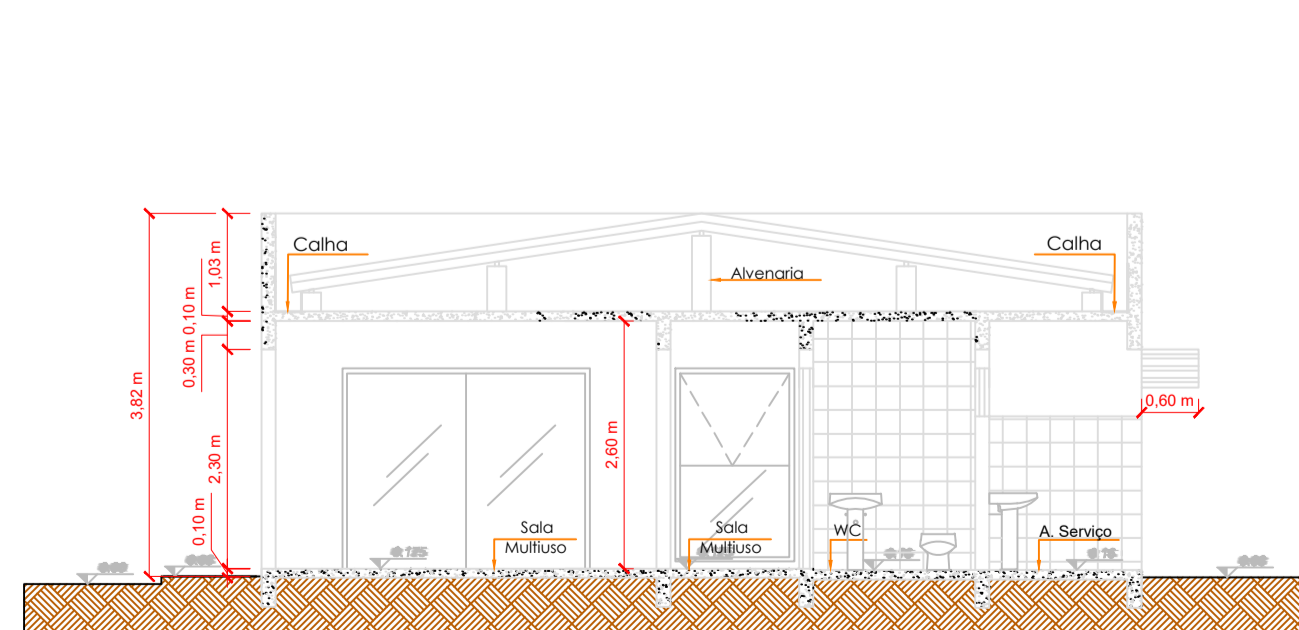 Calha
Calha
Alvenaria
1,03 m
0,10 m
0,30 m
3,82 m
2,30 m
0,10 m
2,60 m
0,60 m
Sala
Multiuso
Sala
Multiuso
WC
A. Serviço